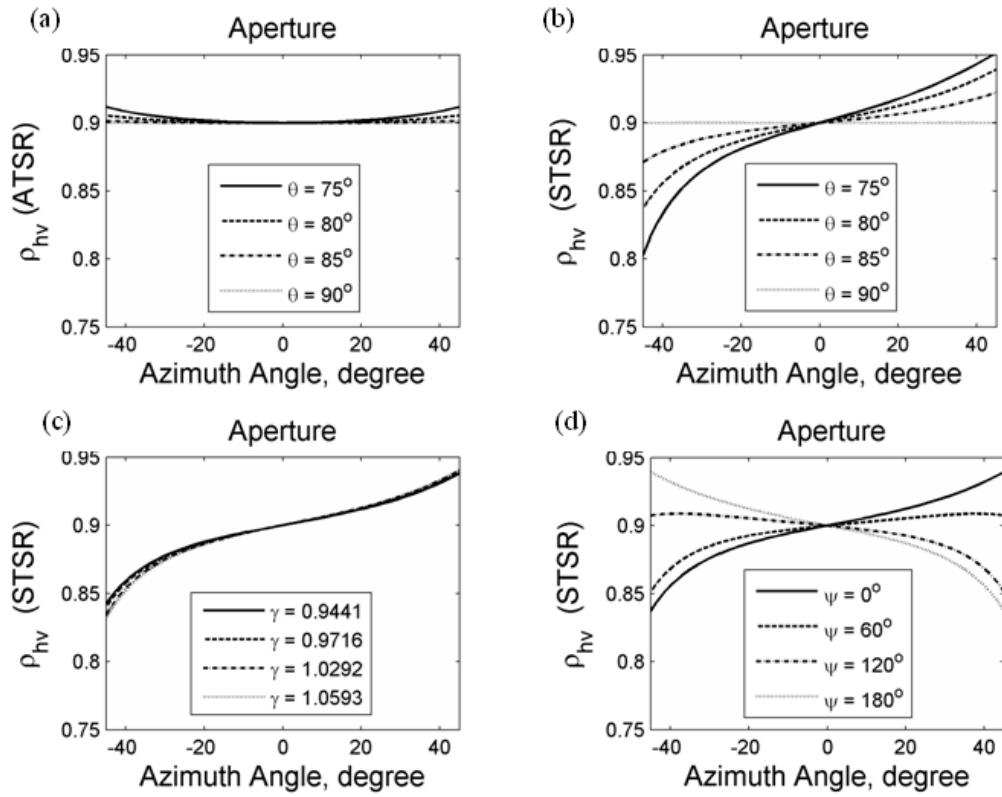 (a)
Aperture
0.95
0.9
0.85
0.8
0.75
ρhv (ATSR)
θ = 75°
θ = 80°
θ = 85°
θ = 90°
-40 -20 0 20 40
Azimuth Angle, degree
(b)
Aperture
0.95
0.9
0.85
0.8
0.75
ρhv (STSR)
θ = 75°
θ = 80°
θ = 85°
θ = 90°
-40 -20 0 20 40
Azimuth Angle, degree
(c)
Aperture
0.95
0.9
0.85
0.8
0.75
ρhv (STSR)
γ = 0.9441
γ = 0.9716
γ = 1.0292
γ = 1.0593
-40 -20 0 20 40
Azimuth Angle, degree
(d)
Aperture
0.95
0.9
0.85
0.8
0.75
ρhv (STSR)
ψ = 0°
ψ = 60°
ψ = 120°
ψ = 180°
-40 -20 0 20 40
Azimuth Angle, degree